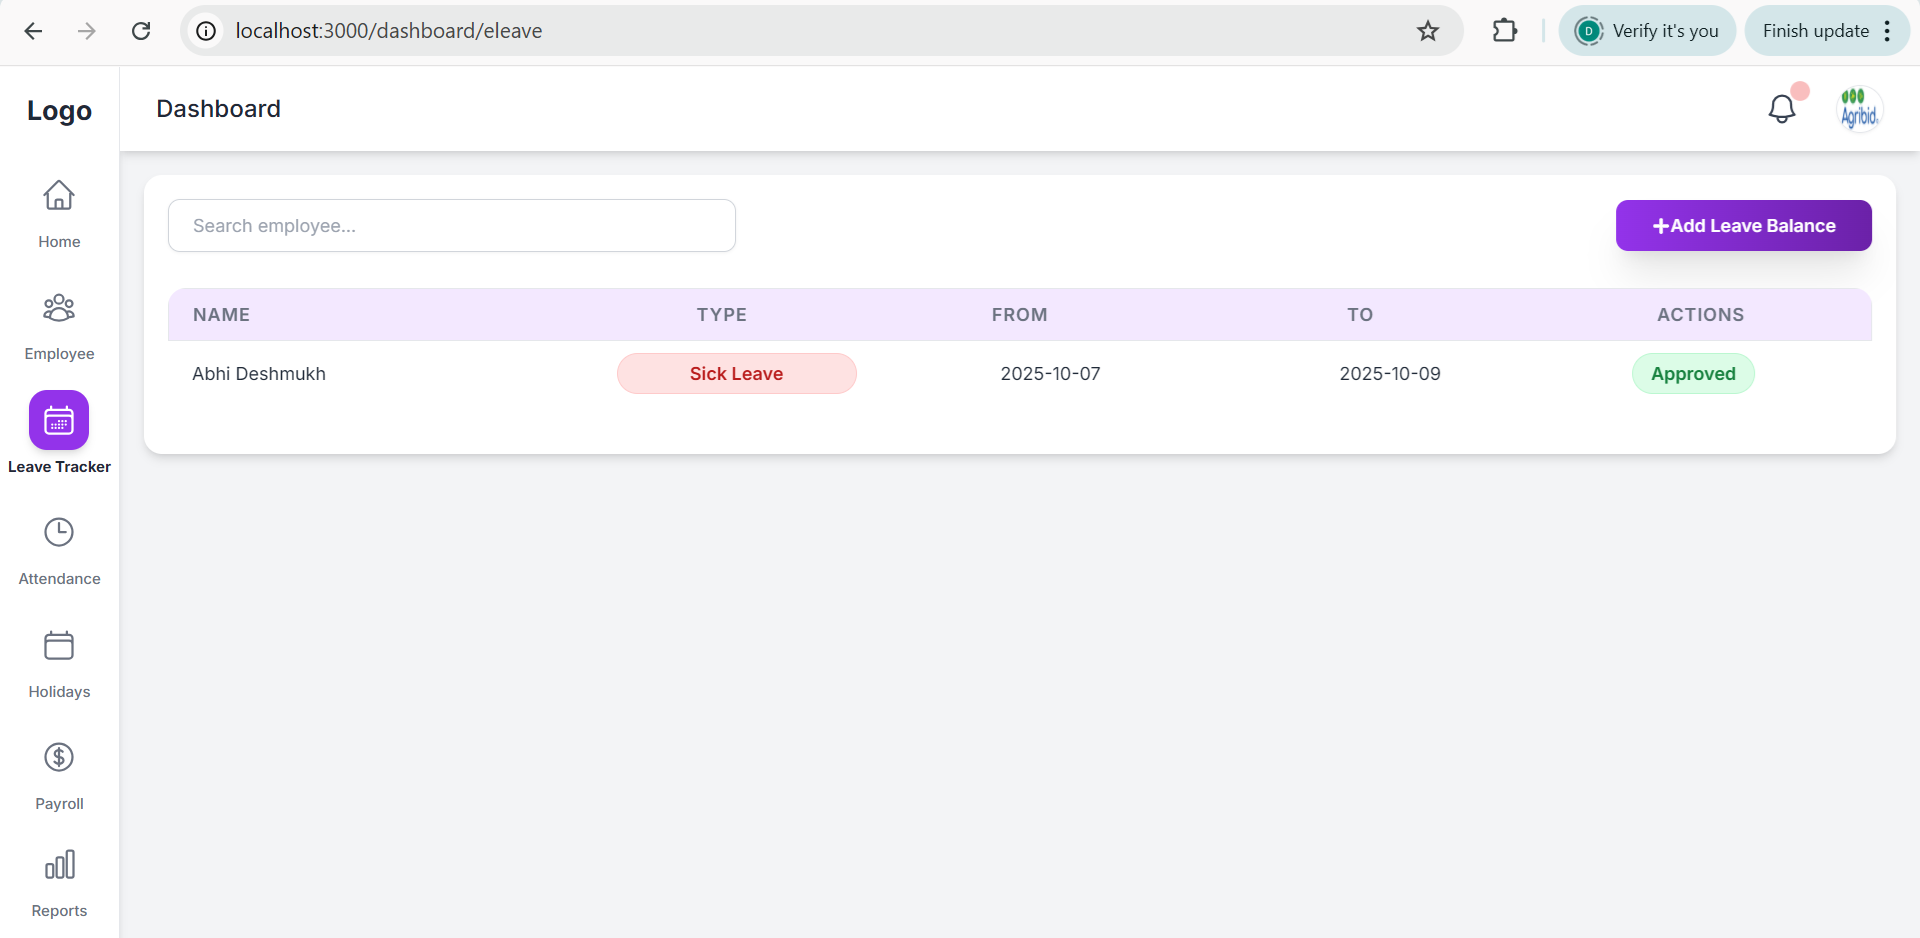 localhost:3000/dashboard/eleave
D
Verify it's you
Finish update
Logo
Dashboard
Agribid
Home
Employee
Leave Tracker
Attendance
Holidays
Payroll
Reports
Search employee...
+Add Leave Balance
NAME TYPE FROM TO ACTIONS
Abhi Deshmukh Sick Leave 2025-10-07 2025-10-09 Approved